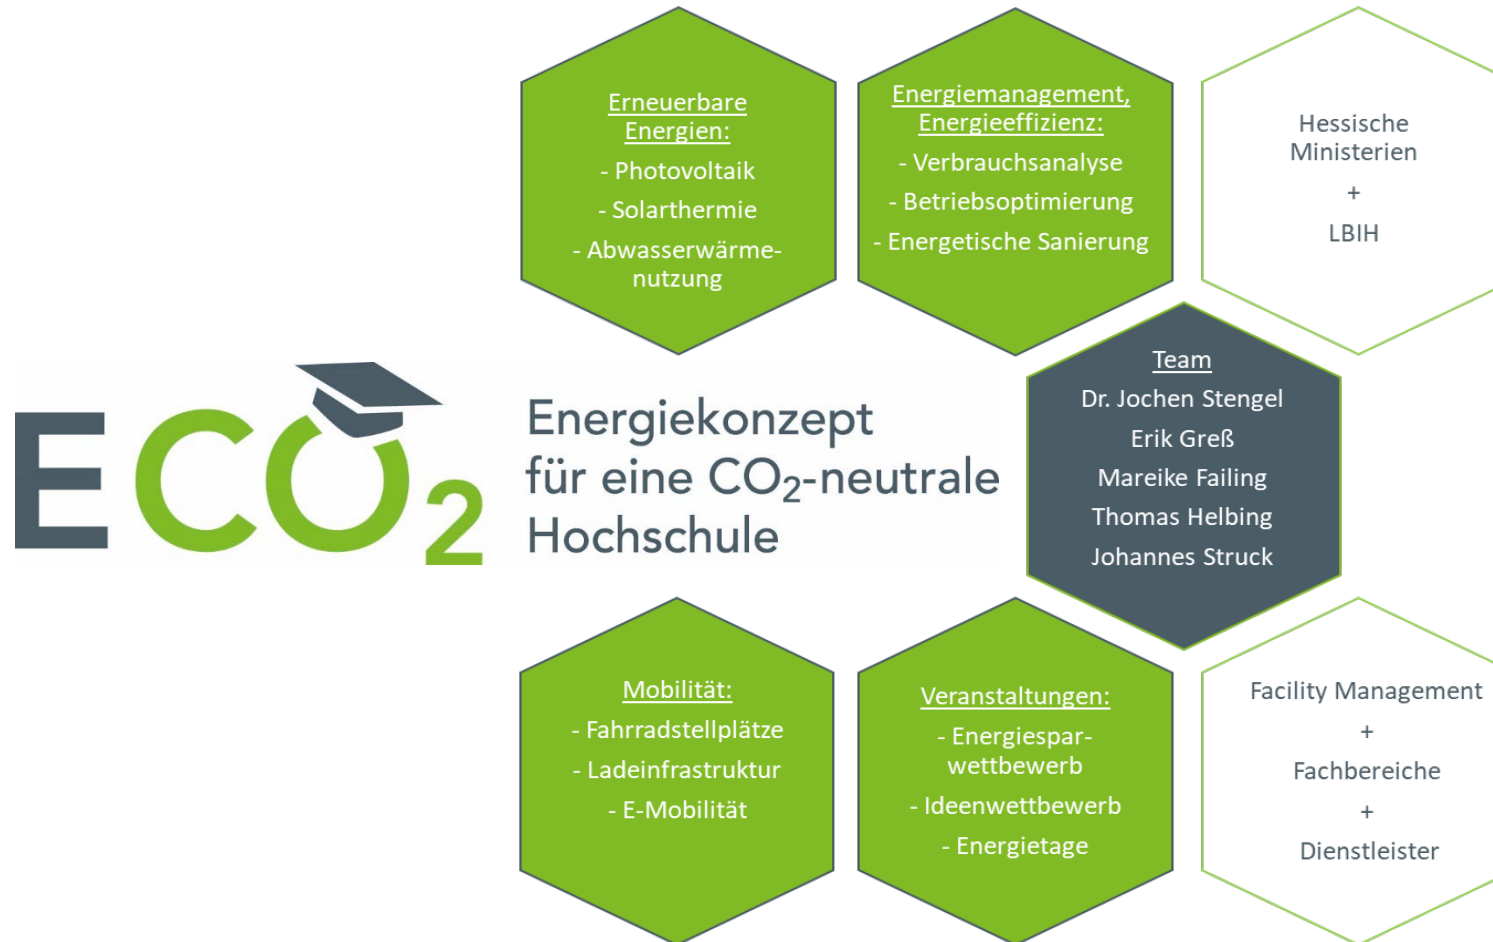 Erneuerbare
Energien:
- Photovoltaik
- Solarthermie
- Abwasserwärme-
nutzung
Energiemanagement,
Energieeffizienz:
- Verbrauchsanalyse
- Betriebsoptimierung
- Energetische Sanierung
Hessische
Ministerien
+
LBIH
ECO₂
Energiekonzept
für eine CO₂-neutrale
Hochschule
Team
Dr. Jochen Stengel
Erik Greß
Mareike Failing
Thomas Helbing
Johannes Struck
Mobilität:
- Fahrradstellplätze
- Ladeinfrastruktur
- E-Mobilität
Veranstaltungen:
- Energiespar-
wettbewerb
- Ideenwettbewerb
- Energietage
Facility Management
+
Fachbereiche
+
Dienstleister